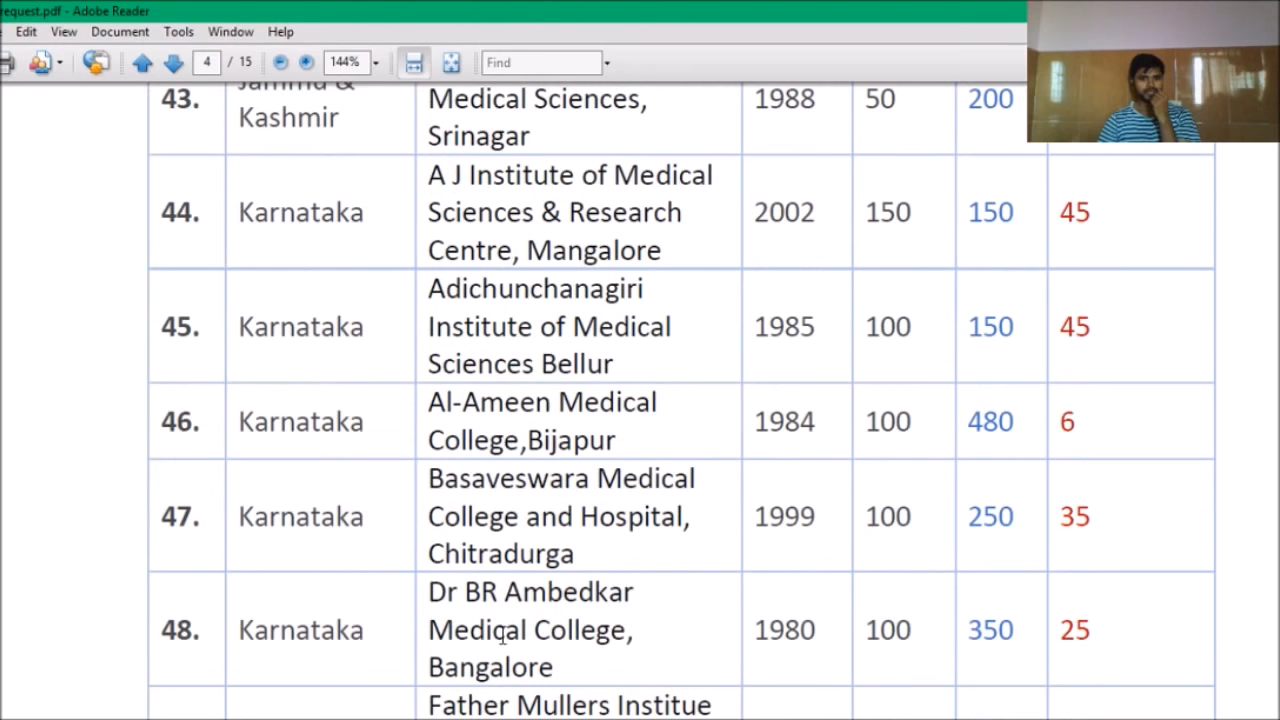 request.pdf - Adobe Reader
Edit View Document Tools Window Help
4 / 15 144% Find
43. Jammu & Kashmir Medical Sciences, Srinagar 1988 50 200
44. Karnataka A J Institute of Medical Sciences & Research Centre, Mangalore 2002 150 150 45
45. Karnataka Adichunchanagiri Institute of Medical Sciences Bellur 1985 100 150 45
46. Karnataka Al-Ameen Medical College,Bijapur 1984 100 480 6
47. Karnataka Basaveswara Medical College and Hospital, Chitradurga 1999 100 250 35
48. Karnataka Dr BR Ambedkar Medical College, Bangalore 1980 100 350 25
Father Mullers Institue